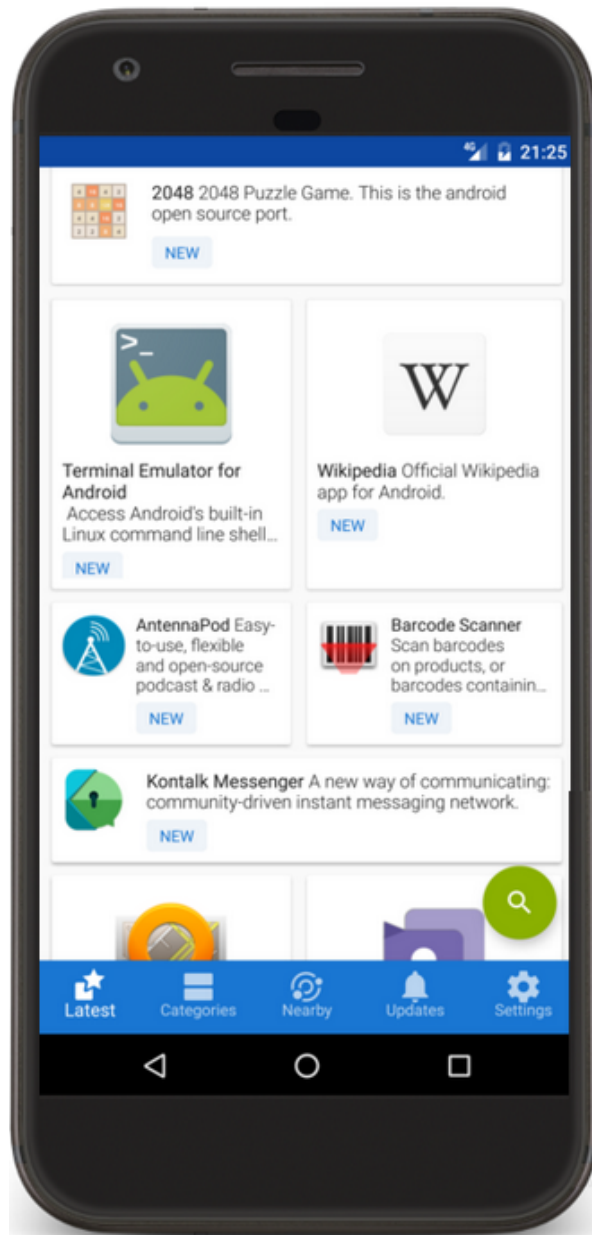 4G 21:25
2048 2048 Puzzle Game. This is the android
open source port.
NEW
>_
W
Terminal Emulator for
Android
Access Android's built-in
Linux command line shell...
NEW
Wikipedia Official Wikipedia
app for Android.
NEW
AntennaPod Easy-
to-use, flexible
and open-source
podcast & radio ...
NEW
Barcode Scanner
Scan barcodes
on products, or
barcodes containin...
NEW
Kontalk Messenger A new way of communicating:
community-driven instant messaging network.
NEW
Latest Categories Nearby Updates Settings